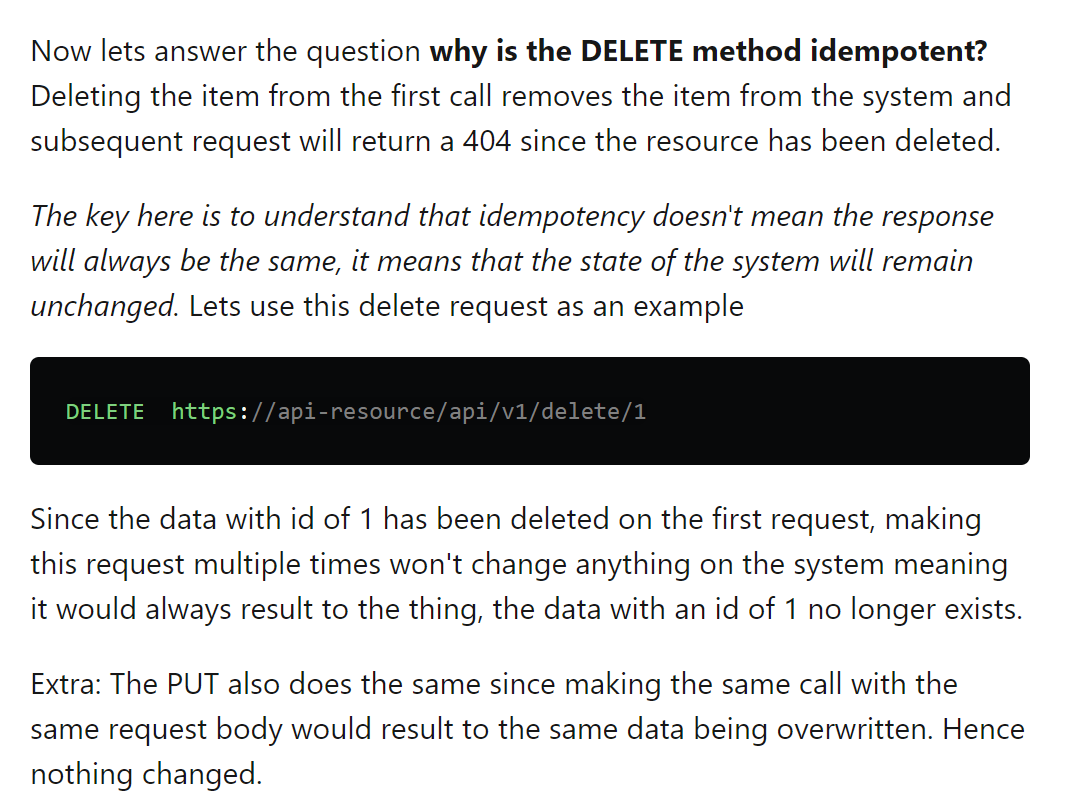 Now lets answer the question why is the DELETE method idempotent?
Deleting the item from the first call removes the item from the system and
subsequent request will return a 404 since the resource has been deleted.
The key here is to understand that idempotency doesn't mean the response
will always be the same, it means that the state of the system will remain
unchanged. Lets use this delete request as an example
DELETE  https://api-resource/api/v1/delete/1
Since the data with id of 1 has been deleted on the first request, making
this request multiple times won't change anything on the system meaning
it would always result to the thing, the data with an id of 1 no longer exists.
Extra: The PUT also does the same since making the same call with the
same request body would result to the same data being overwritten. Hence
nothing changed.